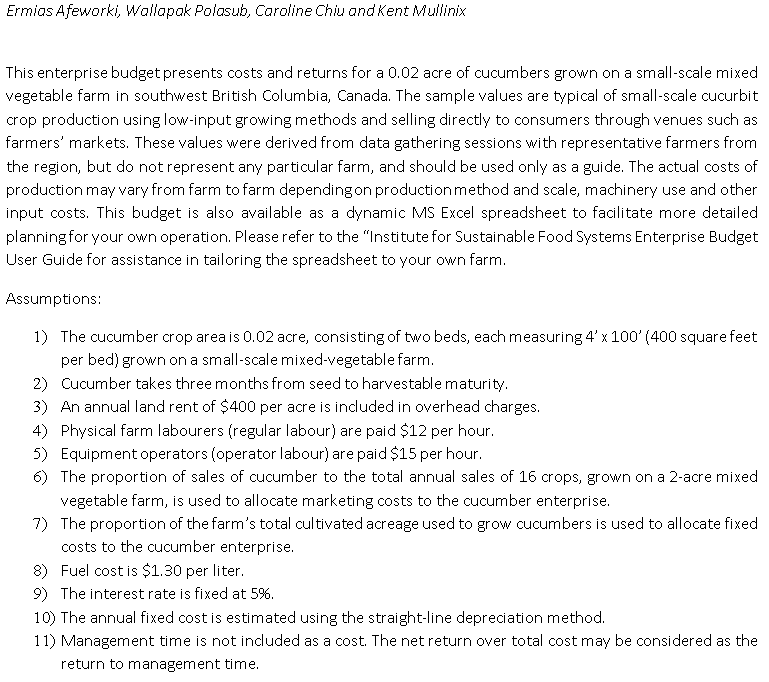 Ermias Afeworki, Wallapak Polasub, Caroline Chiu and Kent Mullinix
This enterprise budget presents costs and returns for a 0.02 acre of cucumbers grown on a small-scale mixed
vegetable farm in southwest British Columbia, Canada. The sample values are typical of small-scale cucurbit
crop production using low-input growing methods and selling directly to consumers through venues such as
farmers’ markets. These values were derived from data gathering sessions with representative farmers from
the region, but do not represent any particular farm, and should be used only as a guide. The actual costs of
production may vary from farm to farm depending on production method and scale, machinery use and other
input costs. This budget is also available as a dynamic MS Excel spreadsheet to facilitate more detailed
planning for your own operation. Please refer to the “Institute for Sustainable Food Systems Enterprise Budget
User Guide for assistance in tailoring the spreadsheet to your own farm.
Assumptions:
1) The cucumber crop area is 0.02 acre, consisting of two beds, each measuring 4’ x 100’ (400 square feet
per bed) grown on a small-scale mixed-vegetable farm.
2) Cucumber takes three months from seed to harvestable maturity.
3) An annual land rent of $400 per acre is included in overhead charges.
4) Physical farm labourers (regular labour) are paid $12 per hour.
5) Equipment operators (operator labour) are paid $15 per hour.
6) The proportion of sales of cucumber to the total annual sales of 16 crops, grown on a 2-acre mixed
vegetable farm, is used to allocate marketing costs to the cucumber enterprise.
7) The proportion of the farm’s total cultivated acreage used to grow cucumbers is used to allocate fixed
costs to the cucumber enterprise.
8) Fuel cost is $1.30 per liter.
9) The interest rate is fixed at 5%.
10) The annual fixed cost is estimated using the straight-line depreciation method.
11) Management time is not included as a cost. The net return over total cost may be considered as the
return to management time.